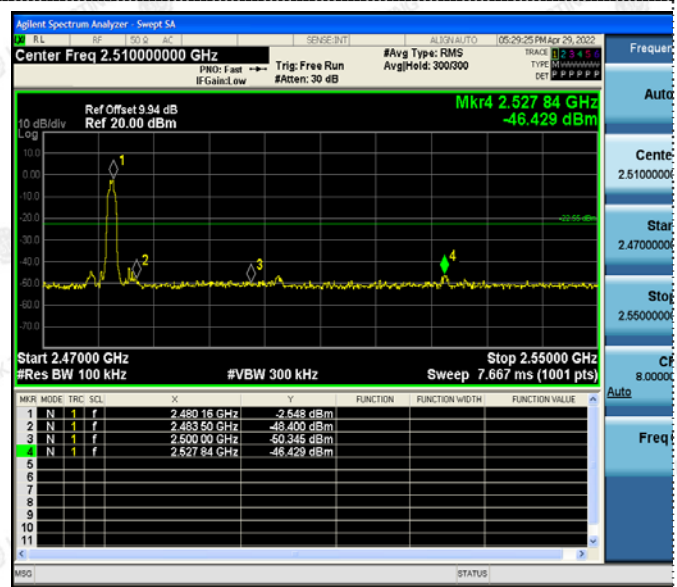 Agilent Spectrum Analyzer - Swept SA
RL RF 50 Ω AC SENSE:INT ALIGN AUTO 05:29:25 PM Apr 29, 2022
Center Freq 2.510000000 GHz
PNO: Fast
IFGain:Low
Trig: Free Run
#Atten: 30 dB
#Avg Type: RMS
Avg|Hold: 300/300
TRACE 1 2 3 4 5 6
TYPE M
DET P P P P P P
Mkr4 2.527 84 GHz
-46.429 dBm
Ref Offset 9.94 dB
Ref 20.00 dBm
10 dB/div
Log
10.0
0.00
-10.0
-20.0
-30.0
-40.0
-50.0
-60.0
-70.0
1
2
3
4
-22.55 dBm
Start 2.47000 GHz
Stop 2.55000 GHz
#Res BW 100 kHz
#VBW 300 kHz
Sweep 7.667 ms (1001 pts)
MKR MODE TRC SCL X Y FUNCTION FUNCTION WIDTH FUNCTION VALUE
1 N 1 f 2.480 16 GHz -2.548 dBm
2 N 1 f 2.483 50 GHz -48.400 dBm
3 N 1 f 2.500 00 GHz -50.345 dBm
4 N 1 f 2.527 84 GHz -46.429 dBm
5
6
7
8
9
10
11
MSG STATUS
Frequen
Auto
Cente
2.5100000
Star
2.4700000
Stop
2.5500000
CF
8.0000
Auto
Freq